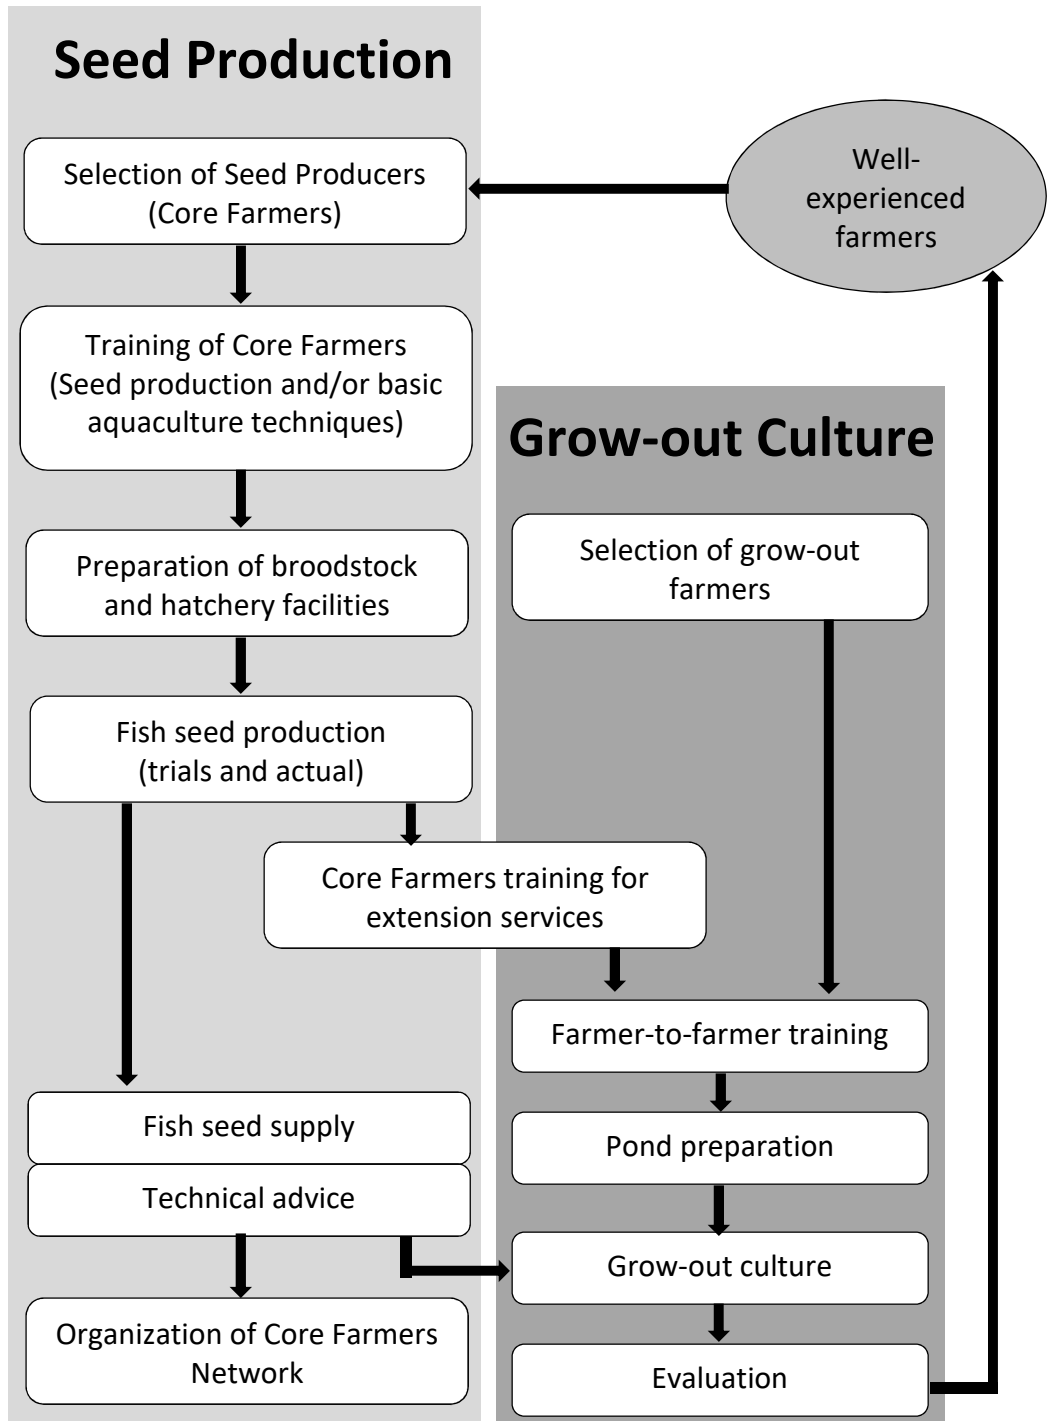 Seed Production
Selection of Seed Producers
(Core Farmers)
Well-
experienced
farmers
Training of Core Farmers
(Seed production and/or basic
aquaculture techniques)
Grow-out Culture
Preparation of broodstock
and hatchery facilities
Selection of grow-out
farmers
Fish seed production
(trials and actual)
Core Farmers training for
extension services
Farmer-to-farmer training
Fish seed supply
Pond preparation
Technical advice
Grow-out culture
Organization of Core Farmers
Network
Evaluation